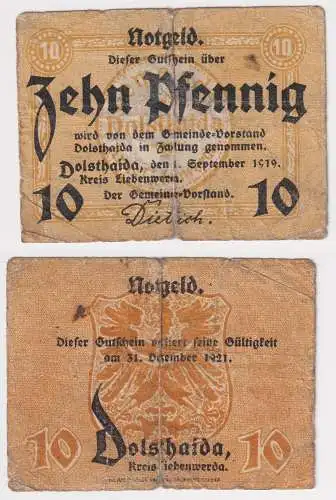 10 10
Notgeld.
Dieser Gutschein über
Zehn Pfennig
wird von dem Gemeinde-Vorstand
Dolsthaida in Zahlung genommen.
Dolsthaida, den 1. September 1919.
Kreis Liebenwerda.
Der Gemeinde-Vorstand.
10 10
Dietrich.
Notgeld.
Dieser Gutschein verliert seine Gültigkeit
am 31. Dezember 1921.
10 Dolsthaida, 10
Kreis Liebenwerda.